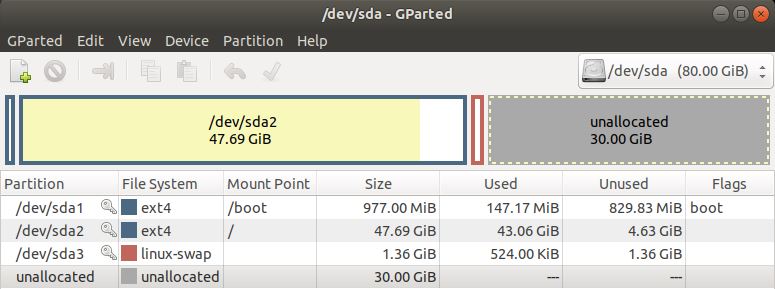 /dev/sda - GParted
GParted Edit View Device Partition Help
/dev/sda (80.00 GiB)
/dev/sda2 unallocated
47.69 GiB 30.00 GiB
Partition File System Mount Point Size Used Unused Flags
/dev/sda1 ext4 /boot 977.00 MiB 147.17 MiB 829.83 MiB boot
/dev/sda2 ext4 / 47.69 GiB 43.06 GiB 4.63 GiB
/dev/sda3 linux-swap 1.36 GiB 524.00 KiB 1.36 GiB
unallocated unallocated 30.00 GiB --- ---